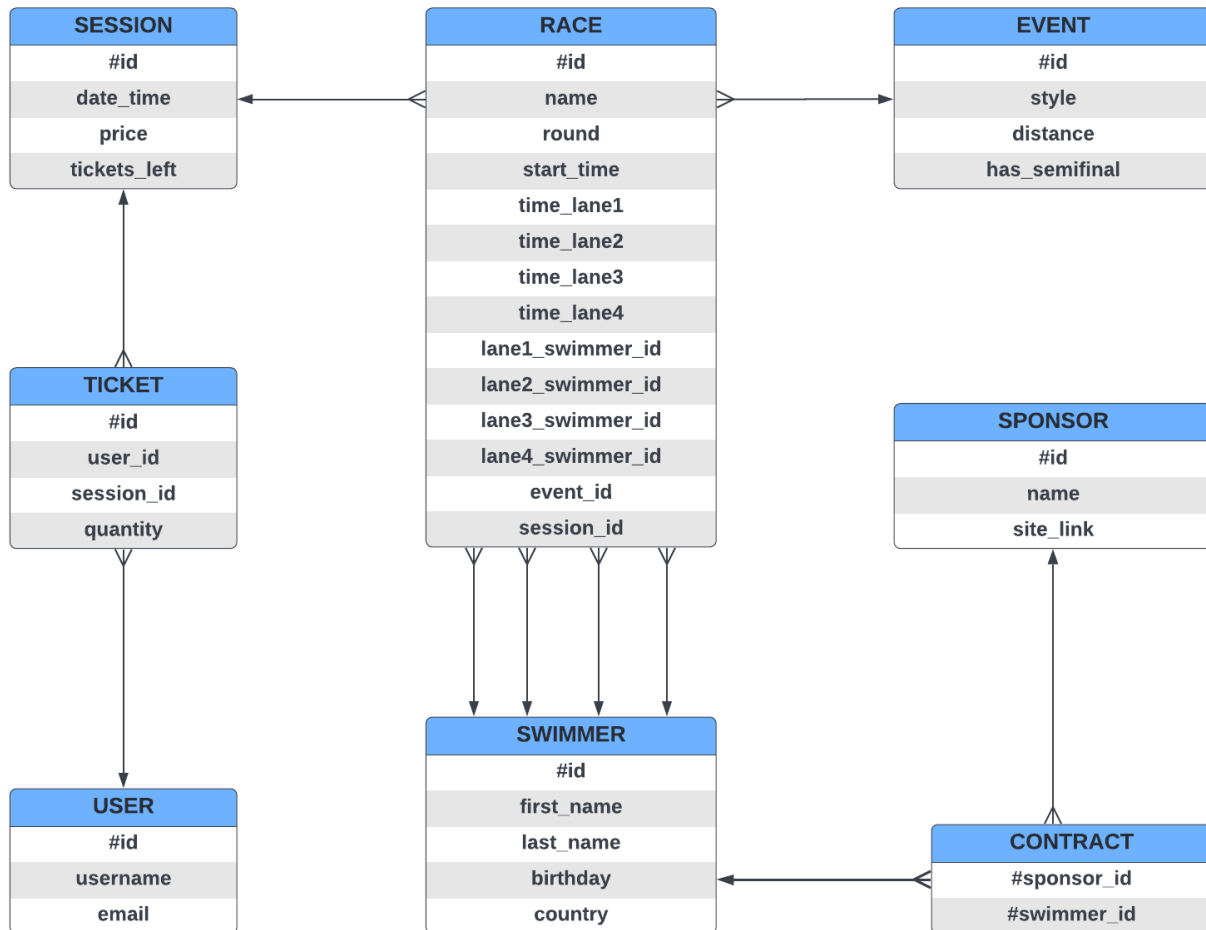 SESSION
#id
date_time
price
tickets_left
RACE
#id
name
round
start_time
time_lane1
time_lane2
time_lane3
time_lane4
lane1_swimmer_id
lane2_swimmer_id
lane3_swimmer_id
lane4_swimmer_id
event_id
session_id
EVENT
#id
style
distance
has_semifinal
TICKET
#id
user_id
session_id
quantity
SPONSOR
#id
name
site_link
USER
#id
username
email
SWIMMER
#id
first_name
last_name
birthday
country
CONTRACT
#sponsor_id
#swimmer_id